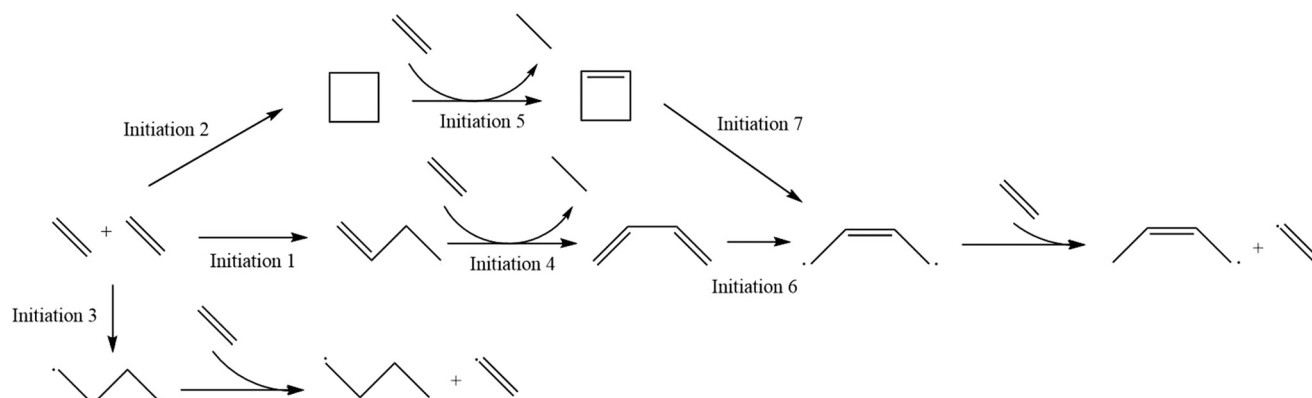 Initiation 2
Initiation 5
Initiation 7
+
Initiation 1
Initiation 4
Initiation 6
+
Initiation 3
+